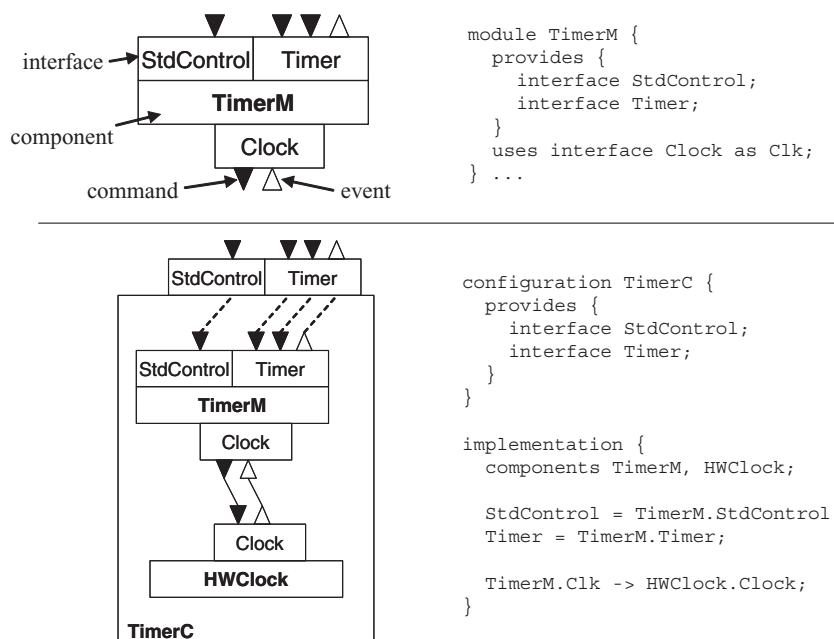 StdControl Timer
interface
TimerM
component
Clock
command event
module TimerM {
provides {
interface StdControl;
interface Timer;
}
uses interface Clock as Clk;
} ...
StdControl Timer
StdControl Timer
TimerM
Clock
Clock
HWClock
TimerC
configuration TimerC {
provides {
interface StdControl;
interface Timer;
}
}
implementation {
components TimerM, HWClock;
StdControl = TimerM.StdControl
Timer = TimerM.Timer;
TimerM.Clk -> HWClock.Clock;
}